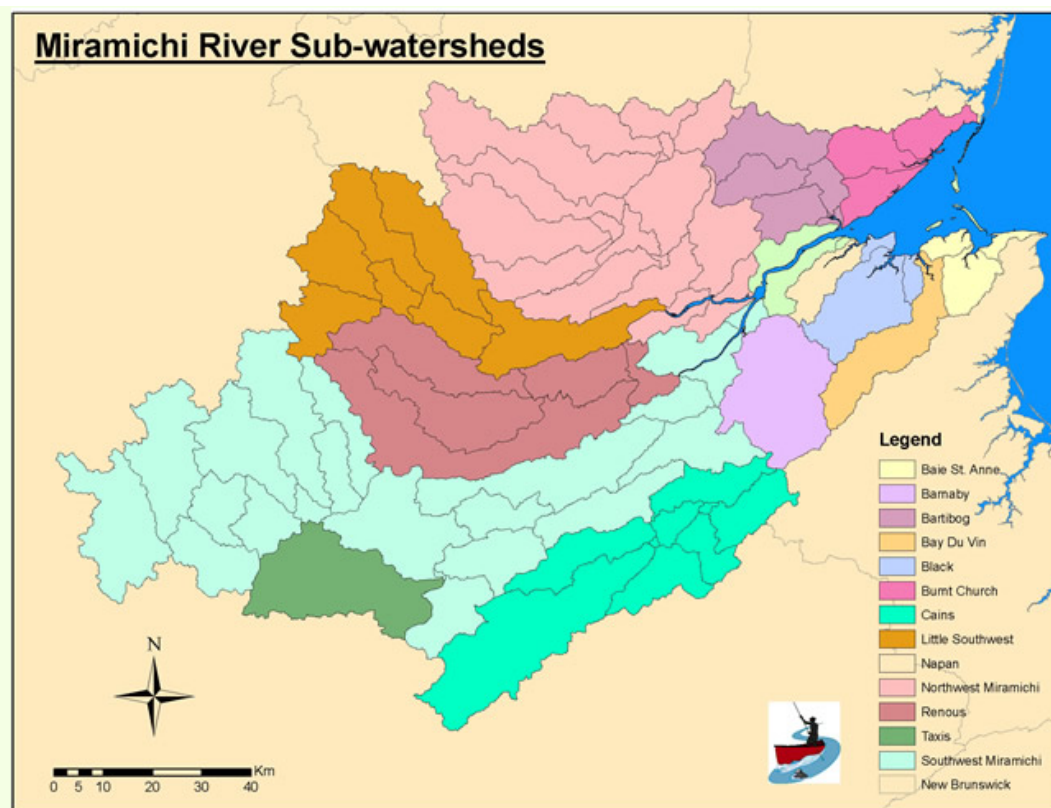 Miramichi River Sub-watersheds
Legend
Baie St. Anne
Barnaby
Bartibog
Bay Du Vin
Black
Burnt Church
Cains
Little Southwest
Napan
Northwest Miramichi
Renous
Taxis
Southwest Miramichi
New Brunswick
N
Km
0 5 10 20 30 40